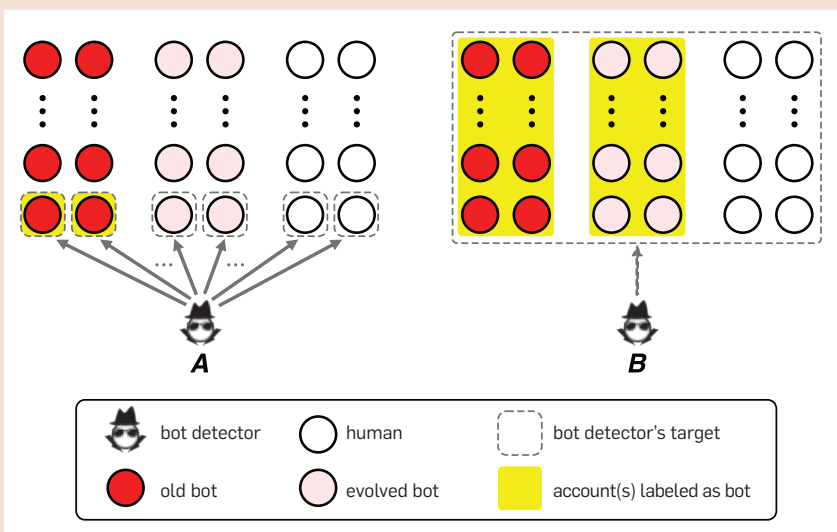 ... ...
A B
bot detector human bot detector's target
old bot evolved bot account(s) labeled as bot